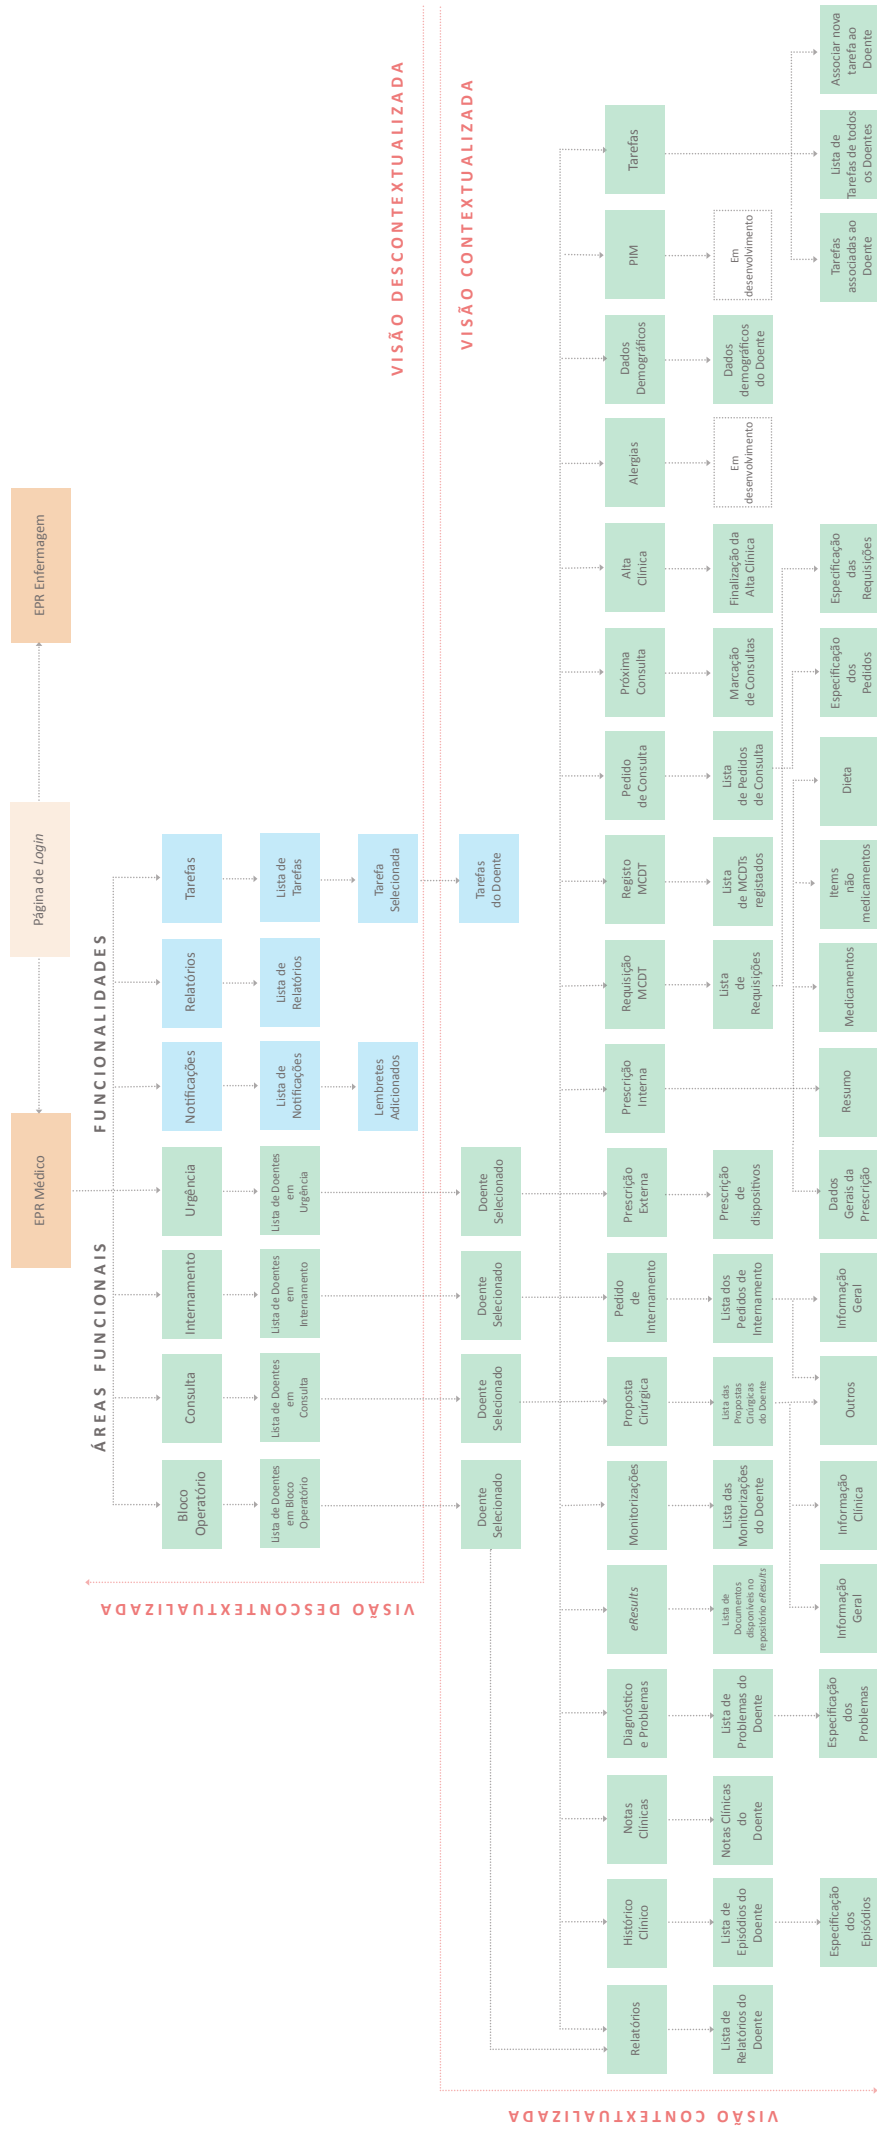 EPR Médico
Página de Login
EPR Enfermagem
ÁREAS FUNCIONAIS
FUNCIONALIDADES
Bloco
Operatório
Consulta
Internamento
Urgência
Notificações
Relatórios
Tarefas
Lista de Doentes
em Bloco
Operatório
Lista de Doentes
em
Consulta
Lista de Doentes
em
Internamento
Lista de Doentes
em
Urgência
Lista de
Notificações
Lista de
Relatórios
Lista de
Tarefas
Lembretes
Adicionados
Tarefa
Selecionada
VISÃO DESCONTEXTUALIZADA
VISÃO DESCONTEXTUALIZADA
VISÃO CONTEXTUALIZADA
VISÃO CONTEXTUALIZADA
Doente
Selecionado
Doente
Selecionado
Doente
Selecionado
Doente
Selecionado
Tarefas
do Doente
Relatórios
Histórico
Clínico
Notas
Clínicas
Diagnóstico
e Problemas
eResults
Monitorizações
Proposta
Cirúrgica
Pedido
de
Internamento
Prescrição
Externa
Prescrição
Interna
Requisição
MCDT
Registo
MCDT
Pedido
de Consulta
Próxima
Consulta
Alta
Clínica
Alergias
Dados
Demográficos
PIM
Tarefas
Lista de
Relatórios do
Doente
Lista de
Episódios do
Doente
Notas Clínicas
do
Doente
Lista de
Problemas do
Doente
Lista de
Documentos
disponíveis no
repositório eResults
Lista das
Monitorizações
do Doente
Lista das
Propostas
Cirúrgicas
do Doente
Lista dos
Pedidos de
Internamento
Prescrição
de
dispositivos
Lista
de
Requisições
Lista
de MCDTs
registados
Lista
de Pedidos
de Consulta
Marcação
de Consultas
Finalização da
Alta Clínica
Em
desenvolvimento
Dados
demográficos
do Doente
Em
desenvolvimento
Especificação
dos
Episódios
Especificação
dos
Problemas
Informação
Geral
Informação
Clínica
Outros
Informação
Geral
Dados
Gerais da
Prescrição
Resumo
Medicamentos
Items
não
medicamentos
Dieta
Especificação
dos
Pedidos
Especificação
das
Requisições
Tarefas
associadas ao
Doente
Lista de
Tarefas de todos
os Doentes
Associar nova
tarefa ao
Doente